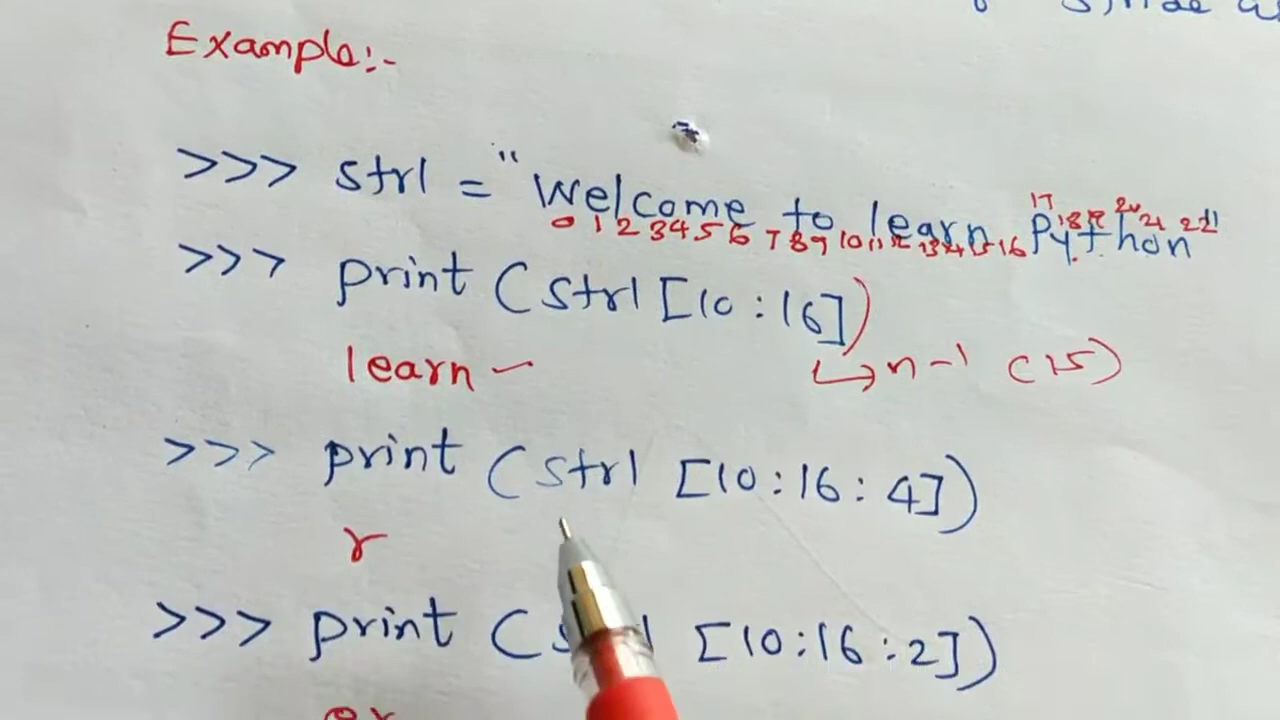 Example:-
>>> str1 = "Welcome to learn Python"
0 1 2 3 4 5 6 7 8 9 10 11 12 13 14 15 16 17 18 19 20 21 22
>>> print (str1 [10:16])
learn
↳ n-1 (15)
>>> print (str1 [10:16:4])
r
>>> print ( [10:16:2])